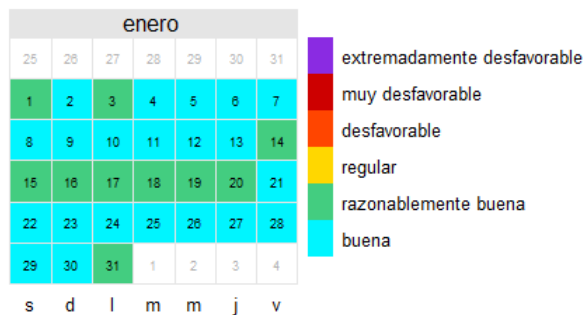 enero
25 26 27 28 29 30 31
1 2 3 4 5 6 7
8 9 10 11 12 13 14
15 16 17 18 19 20 21
22 23 24 25 26 27 28
29 30 31 1 2 3 4
s d l m m j v
extremadamente desfavorable
muy desfavorable
desfavorable
regular
razonablemente buena
buena